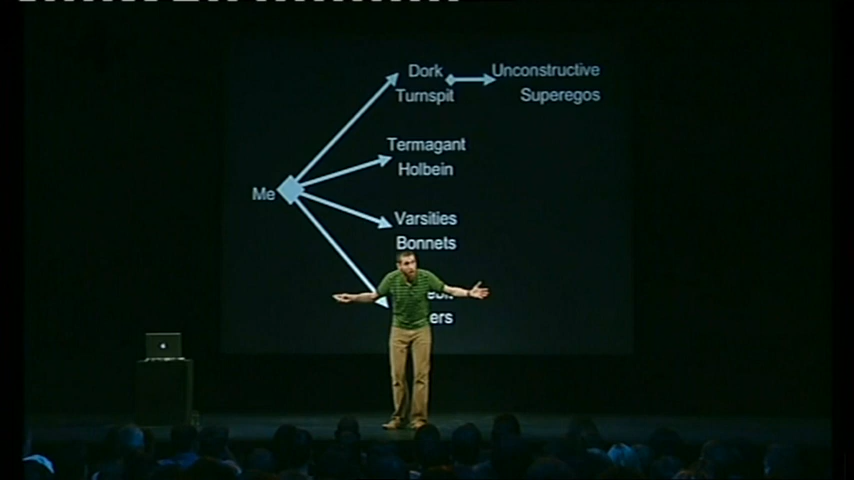 Dork
Turnspit
Unconstructive
Superegos
Termagant
Holbein
Me
Varsities
Bonnets